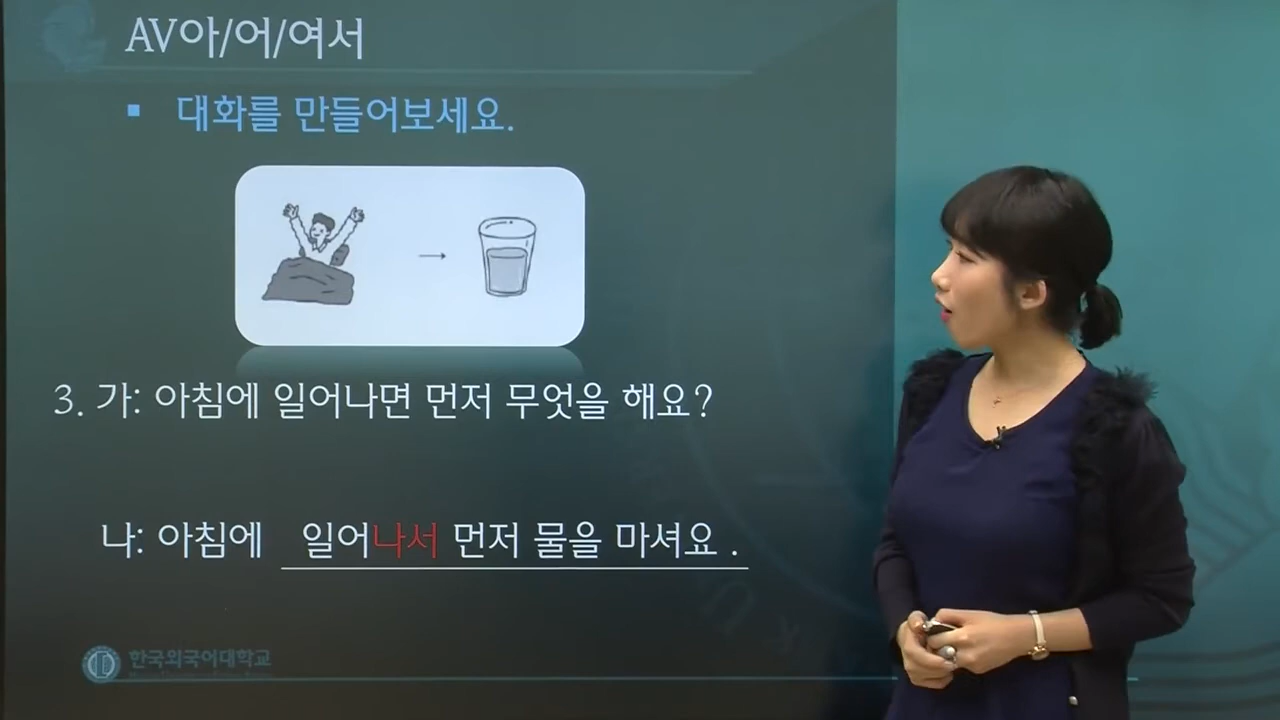 AV아/어/여서
▪ 대화를 만들어보세요.
3. 가: 아침에 일어나면 먼저 무엇을 해요?
나: 아침에 일어나서 먼저 물을 마셔요 .
한국외국어대학교